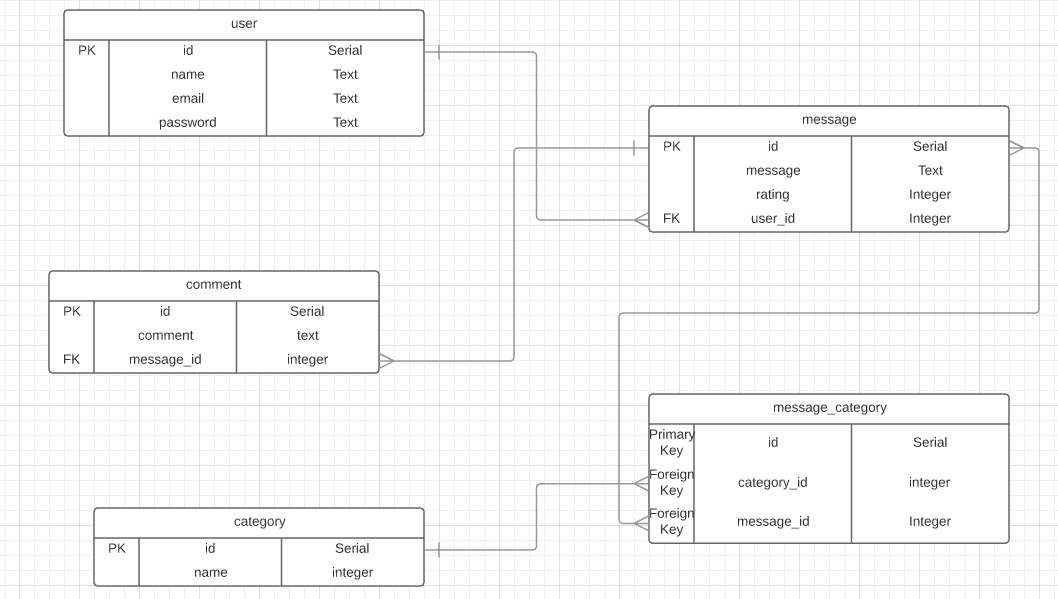 user
PK id Serial
name Text
email Text
password Text
message
PK id Serial
message Text
rating Integer
FK user_id Integer
comment
PK id Serial
comment text
FK message_id integer
message_category
Primary
Key id Serial
Foreign
Key category_id integer
Foreign
Key message_id Integer
category
PK id Serial
name integer